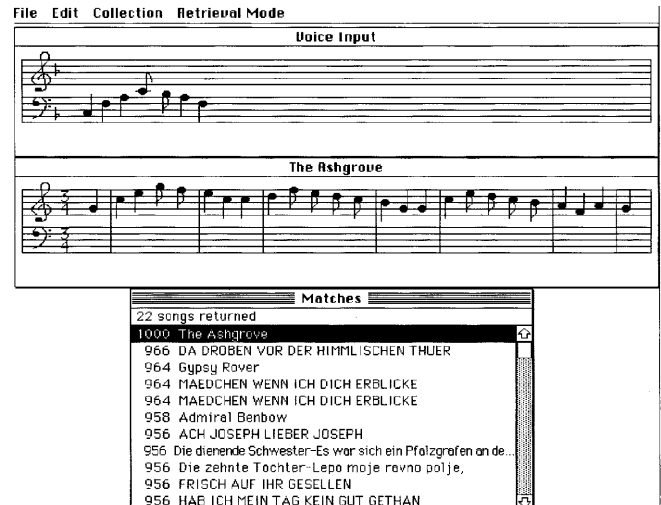 File Edit Collection Retrieval Mode
Voice Input
The Ashgrove
3
4
3
4
Matches
22 songs returned
1000 The Ashgrove
966 DA DROBEN VOR DER HIMMLISCHEN THUER
964 Gypsy Rover
964 MAEDCHEN WENN ICH DICH ERBLICKE
964 MAEDCHEN WENN ICH DICH ERBLICKE
958 Admiral Benbow
956 ACH JOSEPH LIEBER JOSEPH
956 Die dienende Schwester-Es war sich ein Pfalzgrafen an de...
956 Die zehnte Tochter-Lepo moje ravno polje,
956 FRISCH AUF IHR GESELLEN
956 HAB ICH MEIN TAG KEIN GUT GETHAN